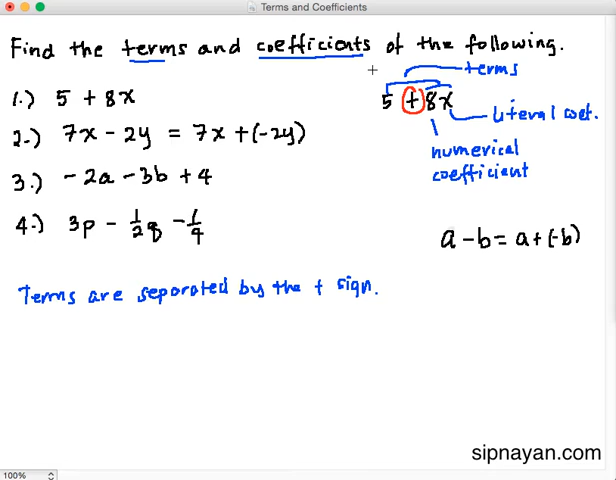 Terms and Coefficients
Find the terms and coefficients of the following.
terms
1.) 5 + 8x
5 + 8x
literal coef.
2.) 7x - 2y = 7x + (-2y)
numerical
coefficient
3.) - 2a - 3b + 4
4.) 3p - 1/2 q - 1/4
a - b = a + (-b)
Terms are separated by the + sign.
sipnayan.com
100%